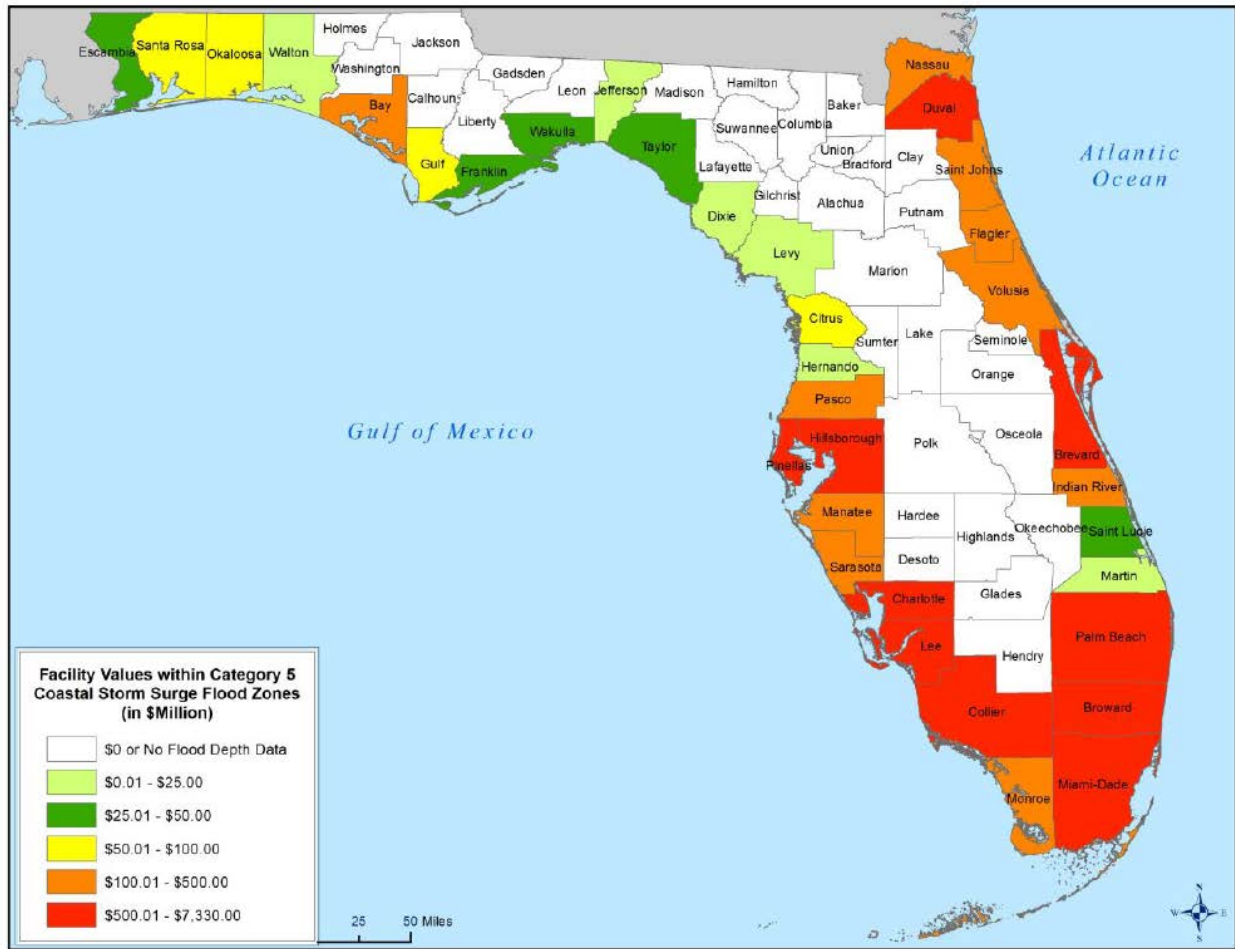 Holmes
Jackson
Escambia
Santa Rosa
Okaloosa
Walton
Washington
Gadsden
Calhoun
Bay
Liberty
Leon
Jefferson
Madison
Hamilton
Gulf
Franklin
Wakulla
Taylor
Suwannee
Columbia
Baker
Nassau
Duval
Lafayette
Union
Bradford
Clay
Saint Johns
Gilchrist
Alachua
Putnam
Dixie
Flagler
Levy
Marion
Volusia
Atlantic
Ocean
Citrus
Sumter
Lake
Seminole
Hernando
Orange
Pasco
Gulf of Mexico
Hillsborough
Polk
Osceola
Pinellas
Brevard
Indian River
Manatee
Hardee
Highlands
Okeechobee
Saint Lucie
Sarasota
Desoto
Martin
Charlotte
Glades
Palm Beach
Lee
Hendry
Collier
Broward
Miami-Dade
Monroe
Facility Values within Category 5
Coastal Storm Surge Flood Zones
(in $Million)
$0 or No Flood Depth Data
$0.01 - $25.00
$25.01 - $50.00
$50.01 - $100.00
$100.01 - $500.00
$500.01 - $7,330.00
25 50 Miles
N
W E
S